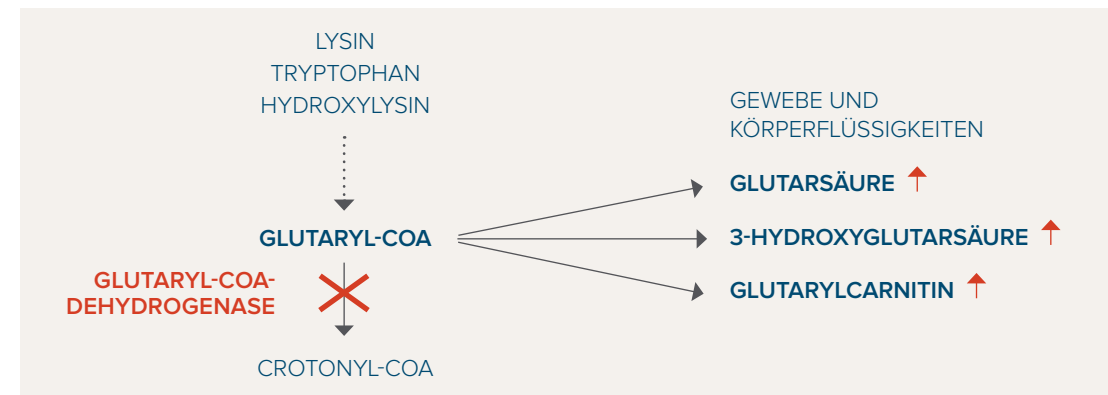 LYSIN
TRYPTOPHAN
HYDROXYLYSIN
GEWEBE UND
KÖRPERFLÜSSIGKEITEN
GLUTARSÄURE
GLUTARYL-COA
3-HYDROXYGLUTARSÄURE
GLUTARYL-COA-
DEHYDROGENASE
GLUTARYLCARNITIN
CROTONYL-COA